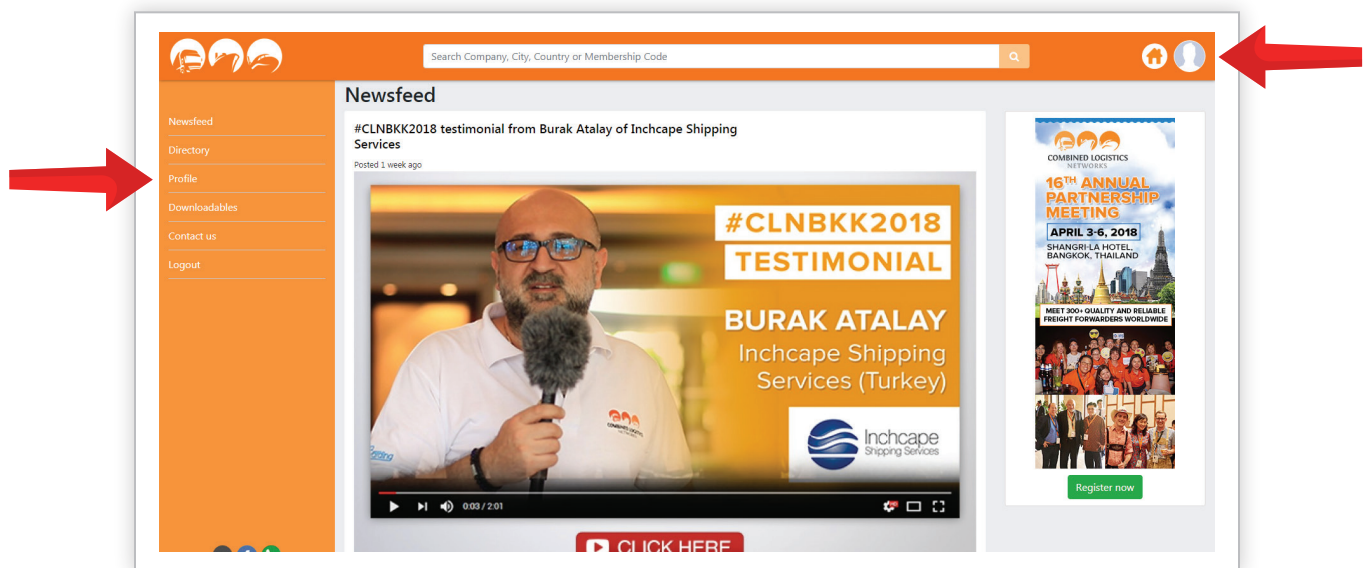 Search Company, City, Country or Membership Code
Newsfeed
Directory
Profile
Downloadables
Contact us
Logout
Newsfeed
#CLNBKK2018 testimonial from Burak Atalay of Inchcape Shipping
Services
Posted 1 week ago
#CLNBKK2018
TESTIMONIAL
BURAK ATALAY
Inchcape Shipping
Services (Turkey)
Inchcape
Shipping Services
COMBINED LOGISTICS
NETWORKS
0:03 / 2:01
CLICK HERE
COMBINED LOGISTICS
NETWORKS
16TH ANNUAL
PARTNERSHIP
MEETING
APRIL 3-6, 2018
SHANGRI-LA HOTEL,
BANGKOK, THAILAND
MEET 300+ QUALITY AND RELIABLE
FREIGHT FORWARDERS WORLDWIDE
Register now